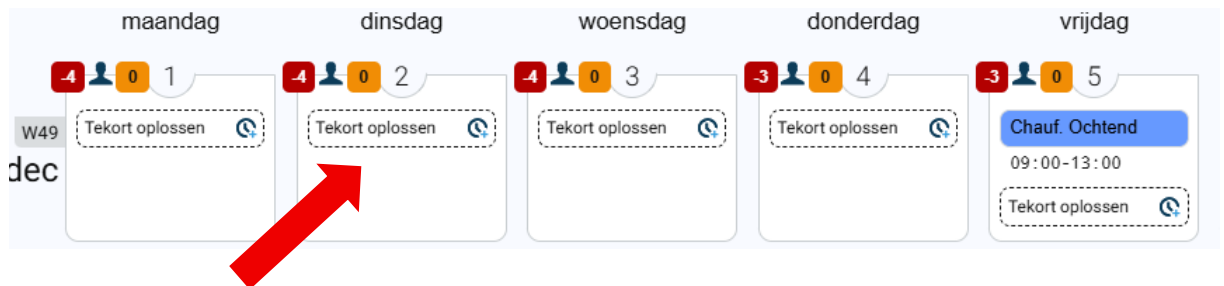 maandag dinsdag woensdag donderdag vrijdag
-4 0 1 -4 0 2 -4 0 3 -3 0 4 -3 0 5
W49 Tekort oplossen Tekort oplossen Tekort oplossen Tekort oplossen Chauf. Ochtend
dec 09:00-13:00
Tekort oplossen